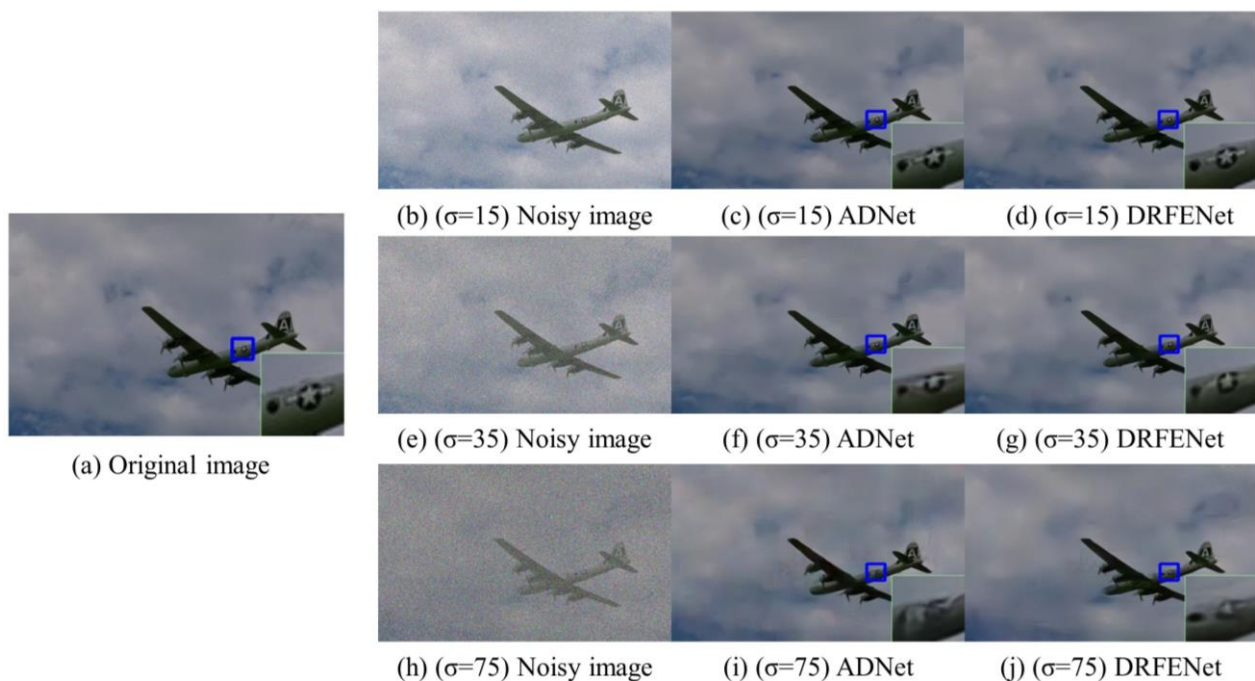 (b) (σ=15) Noisy image
(c) (σ=15) ADNet
(d) (σ=15) DRFENet
(a) Original image
(e) (σ=35) Noisy image
(f) (σ=35) ADNet
(g) (σ=35) DRFENet
(h) (σ=75) Noisy image
(i) (σ=75) ADNet
(j) (σ=75) DRFENet
A
A
A
A
A
A
A
A
A
A